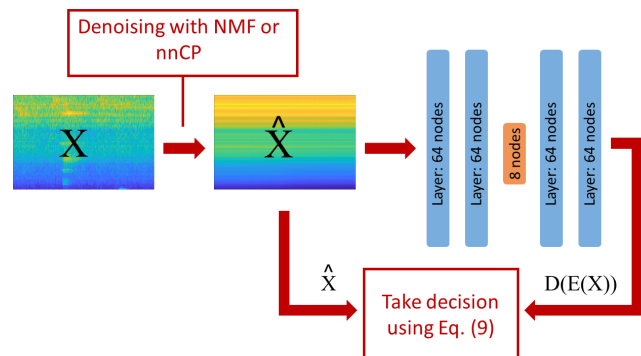 Denoising with NMF or
nnCP
X
X̂
Layer: 64 nodes
Layer: 64 nodes
8 nodes
Layer: 64 nodes
Layer: 64 nodes
X̂
Take decision
using Eq. (9)
D(E(X))